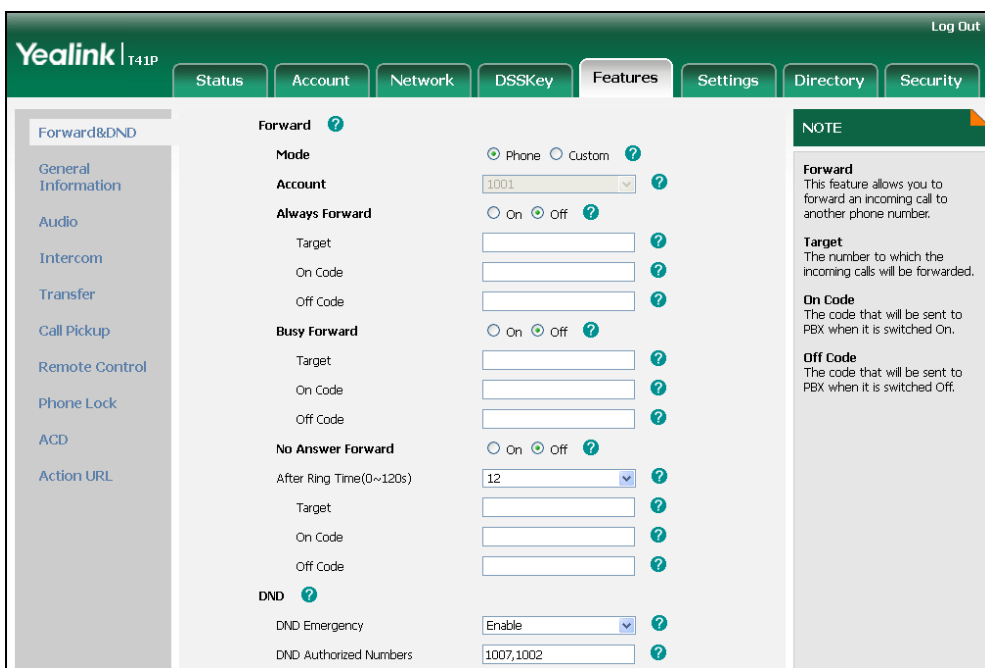 Log Out
Yealink T41P
Status Account Network DSSKey Features Settings Directory Security
Forward&DND
General
Information
Audio
Intercom
Transfer
Call Pickup
Remote Control
Phone Lock
ACD
Action URL
Forward ?
Mode Phone Custom ?
Account 1001 ?
Always Forward On Off ?
Target ?
On Code ?
Off Code ?
Busy Forward On Off ?
Target ?
On Code ?
Off Code ?
No Answer Forward On Off ?
After Ring Time(0~120s) 12 ?
Target ?
On Code ?
Off Code ?
DND ?
DND Emergency Enable ?
DND Authorized Numbers 1007,1002 ?
NOTE
Forward
This feature allows you to
forward an incoming call to
another phone number.
Target
The number to which the
incoming calls will be forwarded.
On Code
The code that will be sent to
PBX when it is switched On.
Off Code
The code that will be sent to
PBX when it is switched Off.